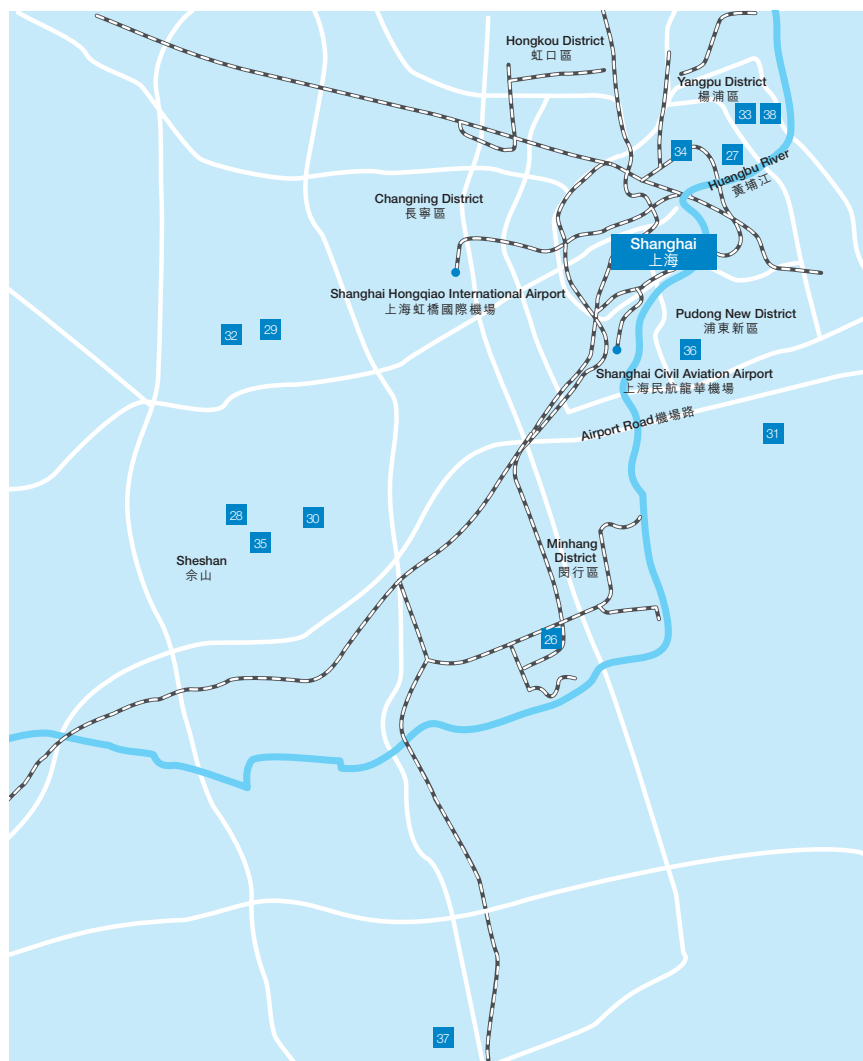 Hongkou District
虹口區
Yangpu District
楊浦區
33
38
34
27
Huangbu River
黃埔江
Changning District
長寧區
Shanghai
上海
Shanghai Hongqiao International Airport
上海虹橋國際機場
Pudong New District
浦東新區
32
29
36
Shanghai Civil Aviation Airport
上海民航龍華機場
Airport Road 機場路
31
28
30
35
Sheshan
佘山
Minhang
District
閔行區
26
37